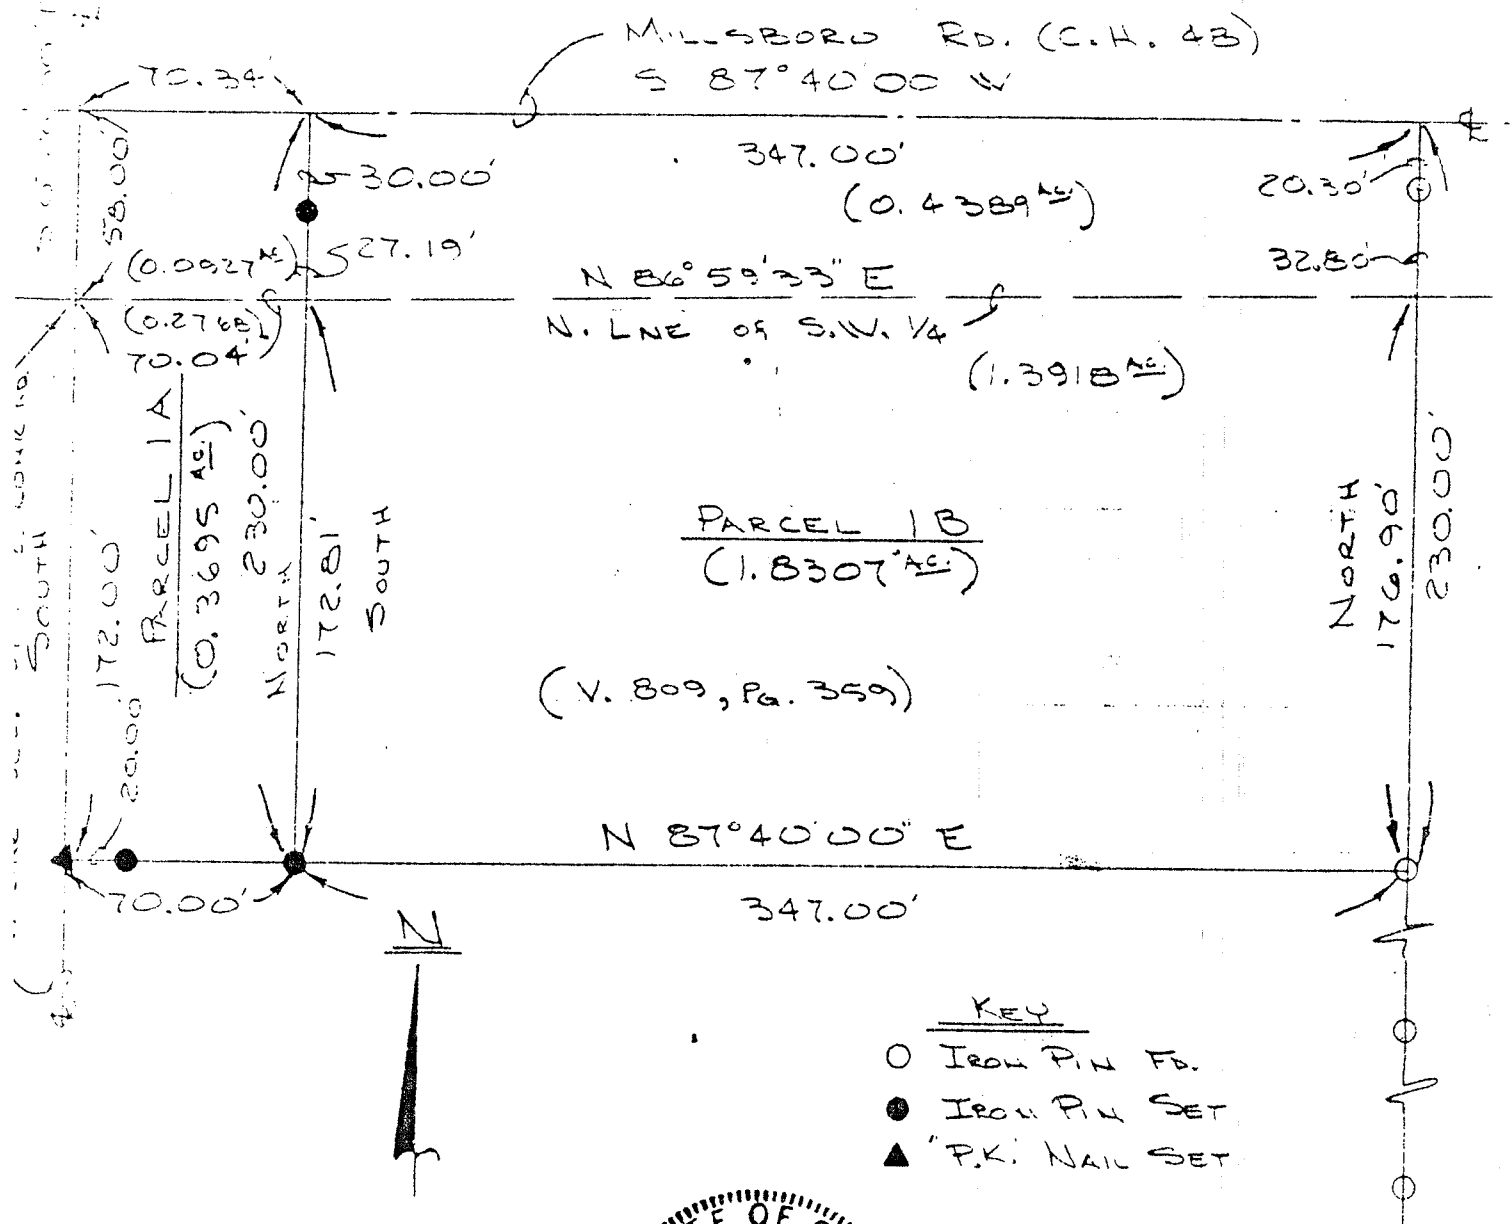 MILLSBORO RD. (C.H. 43)
S 87°40'00 W
70.34'
347.00'
58.00'
30.00'
(0.4389 AC.)
20.30'
(0.0927 AC.)
27.19'
32.80'
N 86°59'33" E
(0.2768)
70.04'
N. LNE OF S.W. 1/4
(1.3918 AC.)
SOUTH
172.00'
PARCEL 1A
(0.3695 AC.)
230.00'
NORTH
172.81'
SOUTH
PARCEL 1B
(1.8307 AC.)
NORTH
176.90'
230.00'
(V. 809, PG. 359)
20.00'
N 87°40'00" E
70.00'
347.00'
N
KEY
IRON PIN FD.
IRON PIN SET
"P.K." NAIL SET
OF